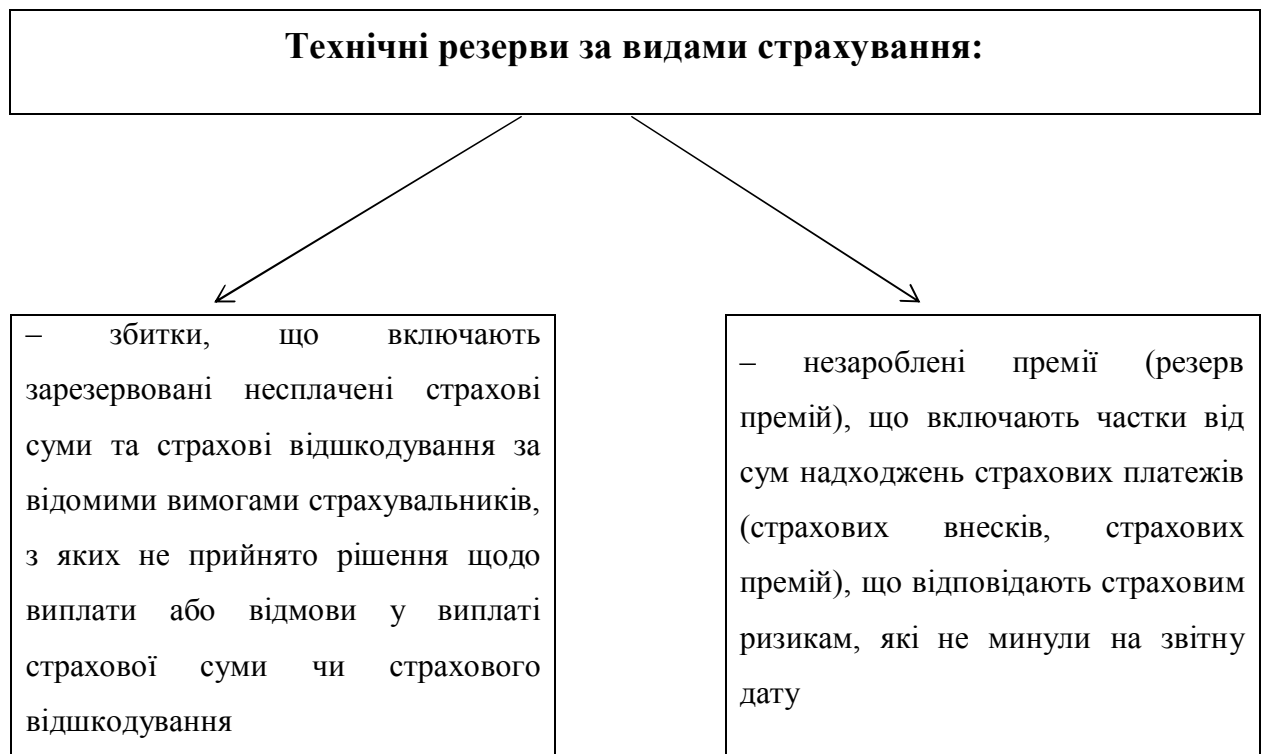 Технічні резерви за видами страхування:
– збитки, що включають
зарезервовані несплачені страхові
суми та страхові відшкодування за
відомими вимогами страхувальників,
з яких не прийнято рішення щодо
виплати або відмови у виплаті
страхової суми чи страхового
відшкодування
– незароблені премії (резерв
премій), що включають частки від
сум надходжень страхових платежів
(страхових внесків, страхових
премій), що відповідають страховим
ризикам, які не минули на звітну
дату